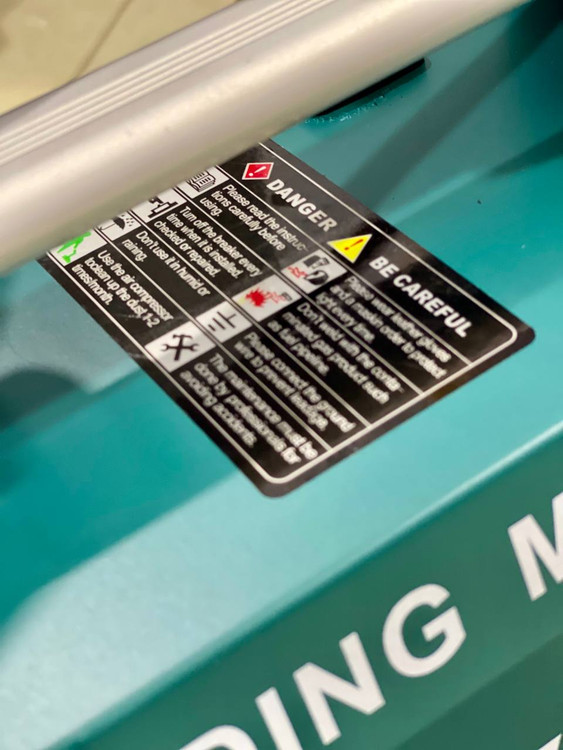 DANGER
Please read the instruc-
tions carefully before
using.
Turn off the breaker every
time when it is installed,
checked or repaired.
Don't use it in humid or
raining.
Use the air compressor
toclean up the dust,1-2
times/month.
BE CAREFUL
Please wear leather gloves
and a mask in order to protect
light every time.
Don't weld with the conta-
gas product such
as fuel pipeline.
Please connect the ground
wire to prevent leakage.
The maintenance must be
done by professionals for
avoiding accidents.
DING M